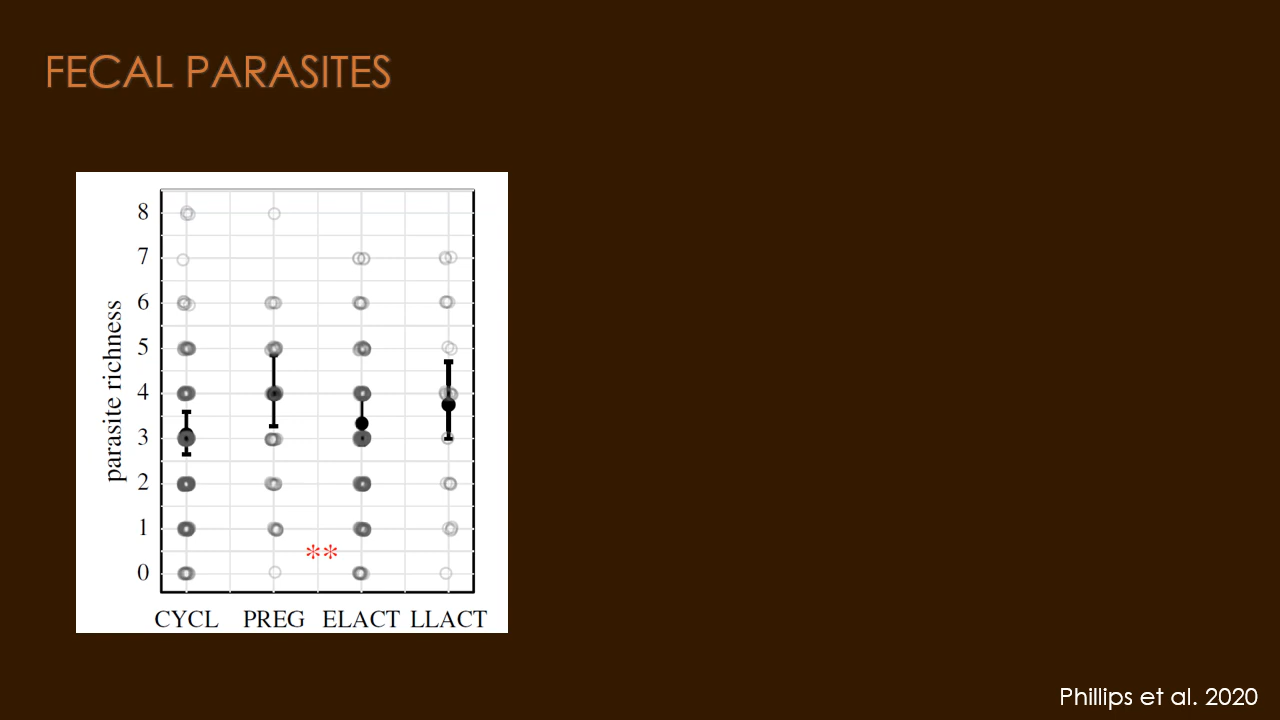 FECAL PARASITES
parasite richness
8
7
6
5
4
3
2
1
0
**
CYCL PREG ELACT LLACT
Phillips et al. 2020